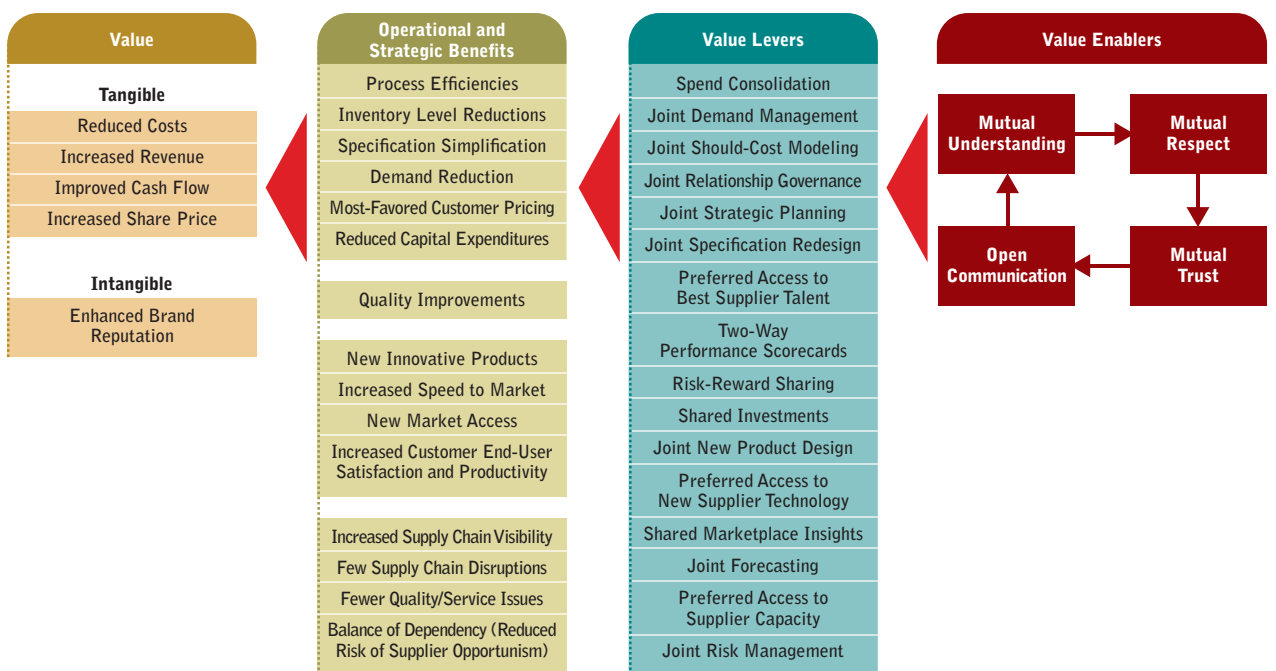 Value
Tangible
Reduced Costs
Increased Revenue
Improved Cash Flow
Increased Share Price
Intangible
Enhanced Brand
Reputation
Operational and
Strategic Benefits
Process Efficiencies
Inventory Level Reductions
Specification Simplification
Demand Reduction
Most-Favored Customer Pricing
Reduced Capital Expenditures
Quality Improvements
New Innovative Products
Increased Speed to Market
New Market Access
Increased Customer End-User
Satisfaction and Productivity
Increased Supply Chain Visibility
Few Supply Chain Disruptions
Fewer Quality/Service Issues
Balance of Dependency (Reduced
Risk of Supplier Opportunism)
Value Levers
Spend Consolidation
Joint Demand Management
Joint Should-Cost Modeling
Joint Relationship Governance
Joint Strategic Planning
Joint Specification Redesign
Preferred Access to
Best Supplier Talent
Two-Way
Performance Scorecards
Risk-Reward Sharing
Shared Investments
Joint New Product Design
Preferred Access to
New Supplier Technology
Shared Marketplace Insights
Joint Forecasting
Preferred Access to
Supplier Capacity
Joint Risk Management
Value Enablers
Mutual
Understanding
Mutual
Respect
Open
Communication
Mutual
Trust